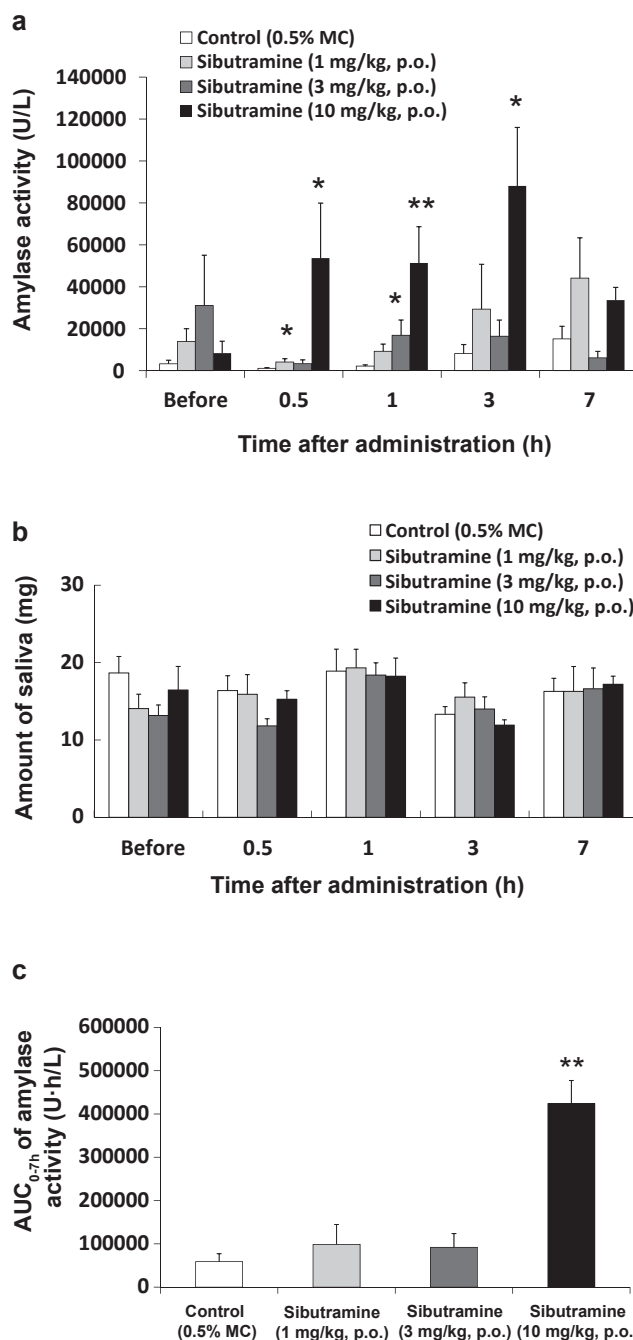 a
Control (0.5% MC)
Sibutramine (1 mg/kg, p.o.)
Sibutramine (3 mg/kg, p.o.)
Sibutramine (10 mg/kg, p.o.)
Amylase activity (U/L)
140000
120000
100000
80000
60000
40000
20000
0
*
*
*
**
*
Before 0.5 1 3 7
Time after administration (h)
b
Control (0.5% MC)
Sibutramine (1 mg/kg, p.o.)
Sibutramine (3 mg/kg, p.o.)
Sibutramine (10 mg/kg, p.o.)
Amount of saliva (mg)
30
20
10
0
Before 0.5 1 3 7
Time after administration (h)
c
AUC0-7h of amylase
activity (U·h/L)
600000
500000
400000
300000
200000
100000
0
**
Control Sibutramine Sibutramine Sibutramine
(0.5% MC) (1 mg/kg, p.o.) (3 mg/kg, p.o.) (10 mg/kg, p.o.